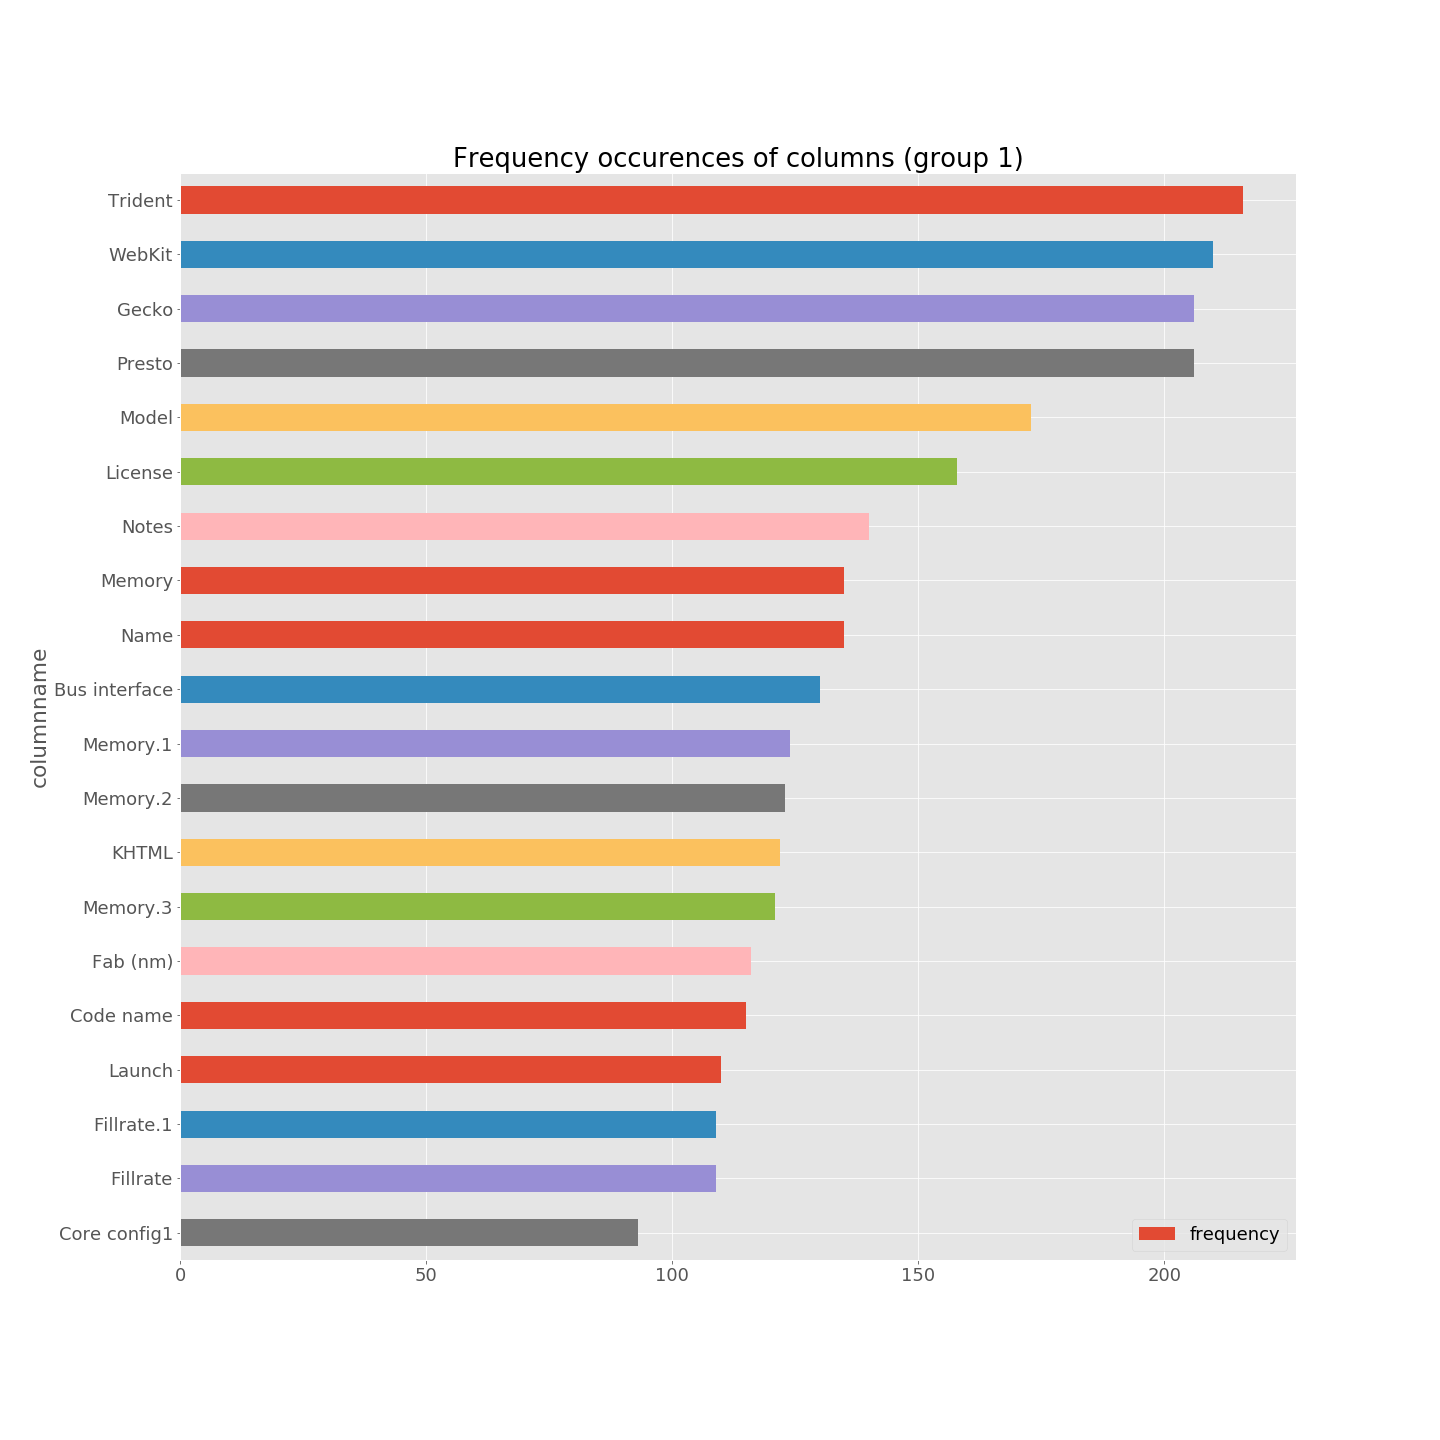 Frequency occurences of columns (group 1)
Trident
WebKit
Gecko
Presto
Model
License
Notes
Memory
Name
Bus interface
Memory.1
Memory.2
KHTML
Memory.3
Fab (nm)
Code name
Launch
Fillrate.1
Fillrate
Core config1
columnname
frequency
0 50 100 150 200